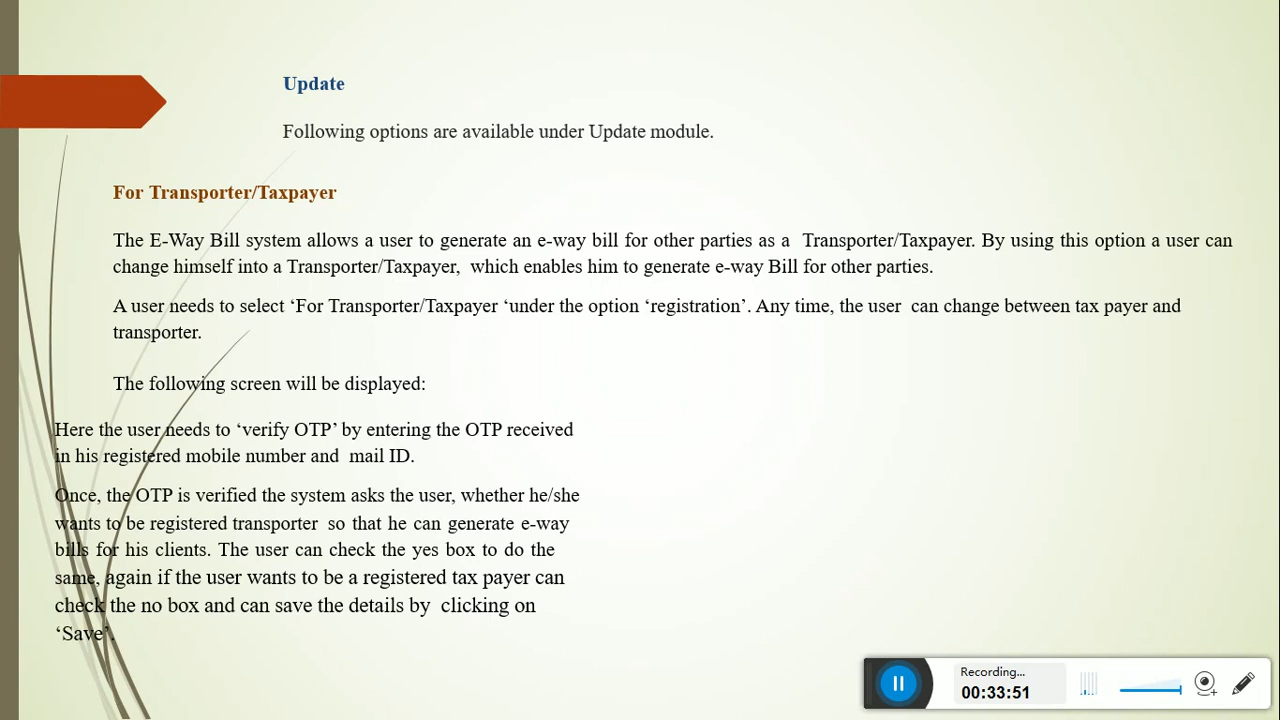 Update
Following options are available under Update module.
For Transporter/Taxpayer
The E-Way Bill system allows a user to generate an e-way bill for other parties as a Transporter/Taxpayer. By using this option a user can
change himself into a Transporter/Taxpayer, which enables him to generate e-way Bill for other parties.
A user needs to select ‘For Transporter/Taxpayer ‘under the option ‘registration’. Any time, the user can change between tax payer and
transporter.
The following screen will be displayed:
Here the user needs to ‘verify OTP’ by entering the OTP received
in his registered mobile number and mail ID.
Once, the OTP is verified the system asks the user, whether he/she
wants to be registered transporter so that he can generate e-way
bills for his clients. The user can check the yes box to do the
same, again if the user wants to be a registered tax payer can
check the no box and can save the details by clicking on
‘Save’.
Recording...
00:33:51